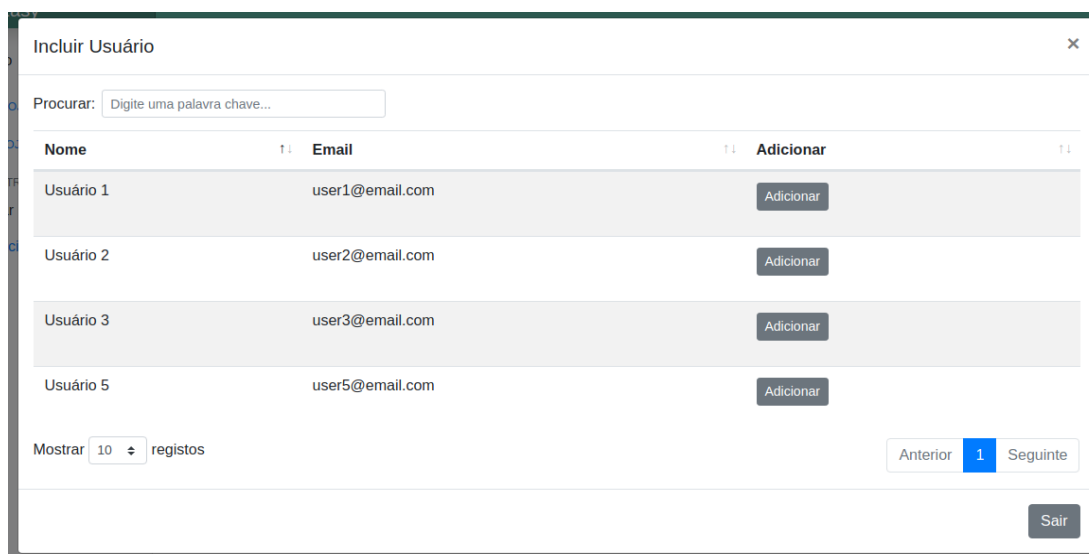 Incluir Usuário ×
Procurar: Digite uma palavra chave...
Nome ↑↓ Email ↑↓ Adicionar ↑↓
Usuário 1 user1@email.com Adicionar
Usuário 2 user2@email.com Adicionar
Usuário 3 user3@email.com Adicionar
Usuário 5 user5@email.com Adicionar
Mostrar 10 registos Anterior 1 Seguinte
Sair